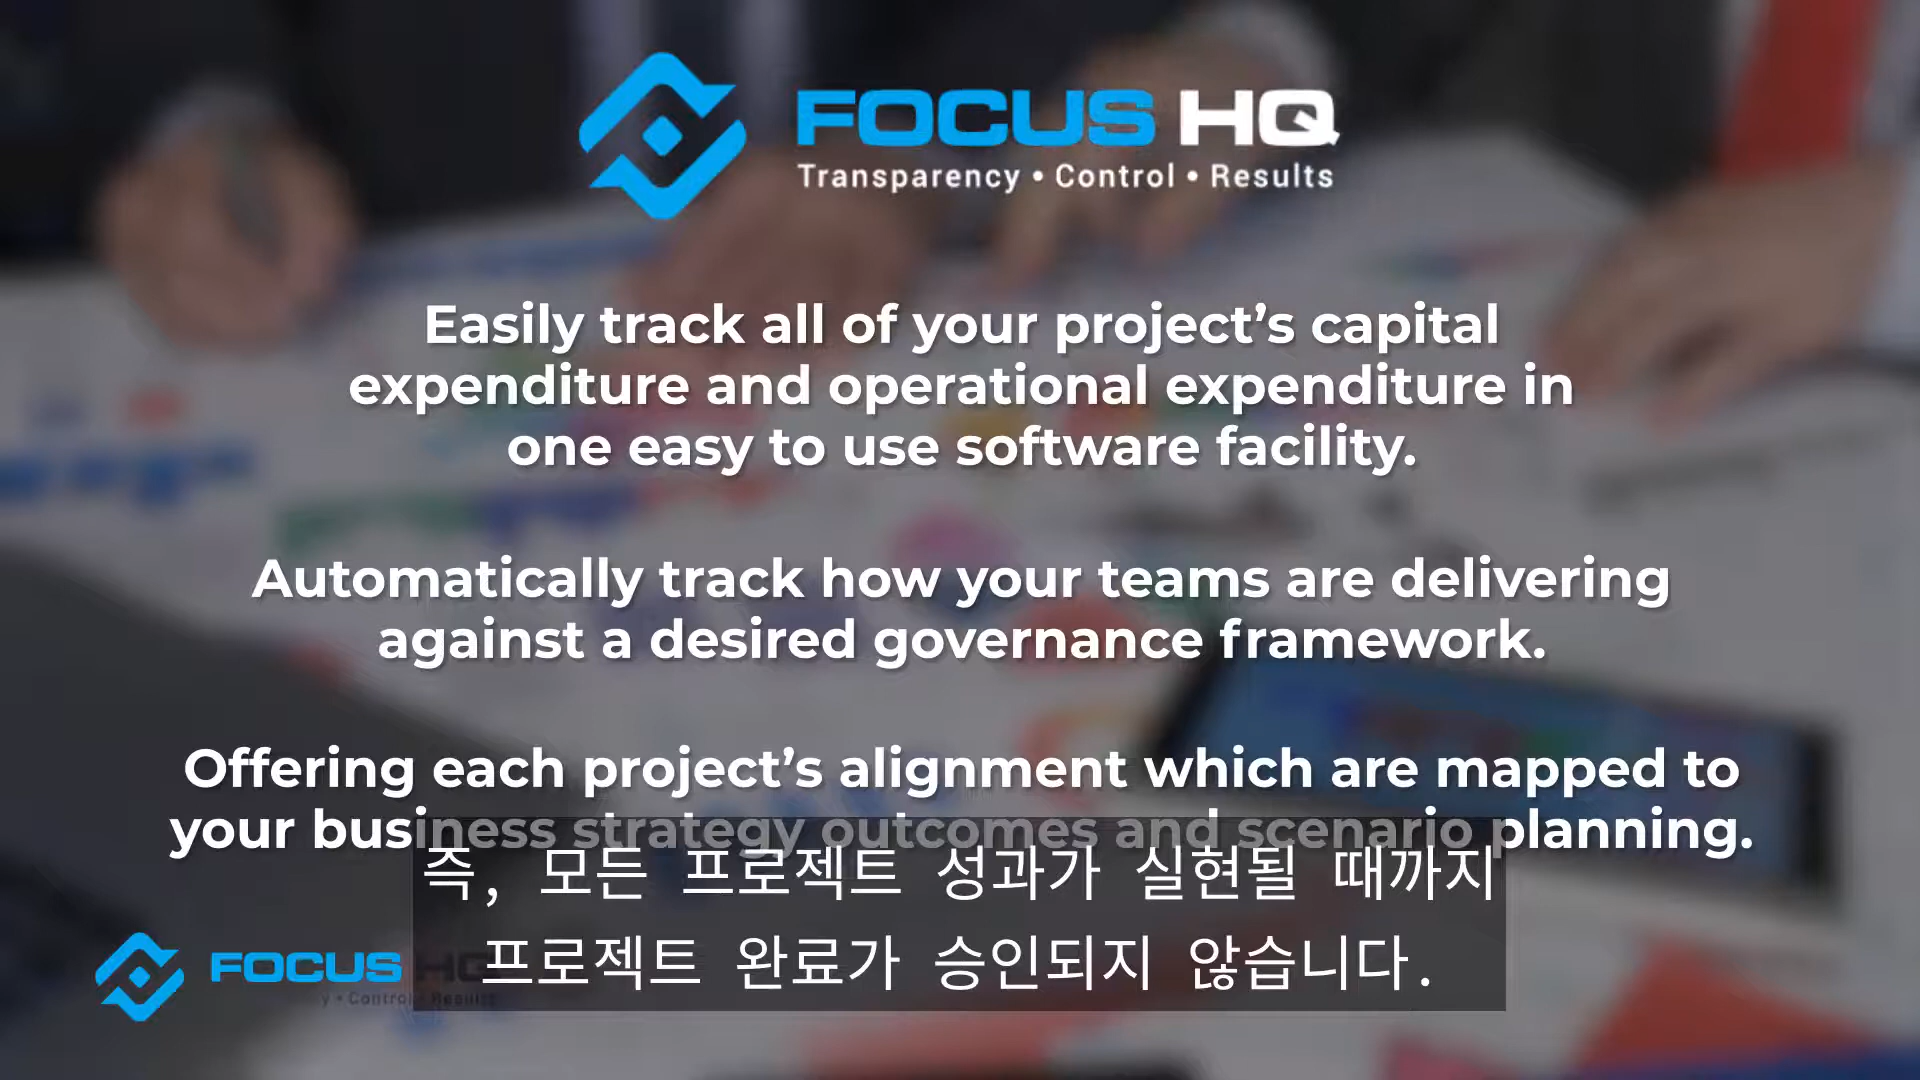 FOCUS HQ
Transparency • Control • Results
Easily track all of your project’s capital
expenditure and operational expenditure in
one easy to use software facility.
Automatically track how your teams are delivering
against a desired governance framework.
Offering each project’s alignment which are mapped to
your business strategy outcomes and scenario planning.
즉, 모든 프로젝트 성과가 실현될 때까지
프로젝트 완료가 승인되지 않습니다.
FOCUS HQ
y • Control • Results